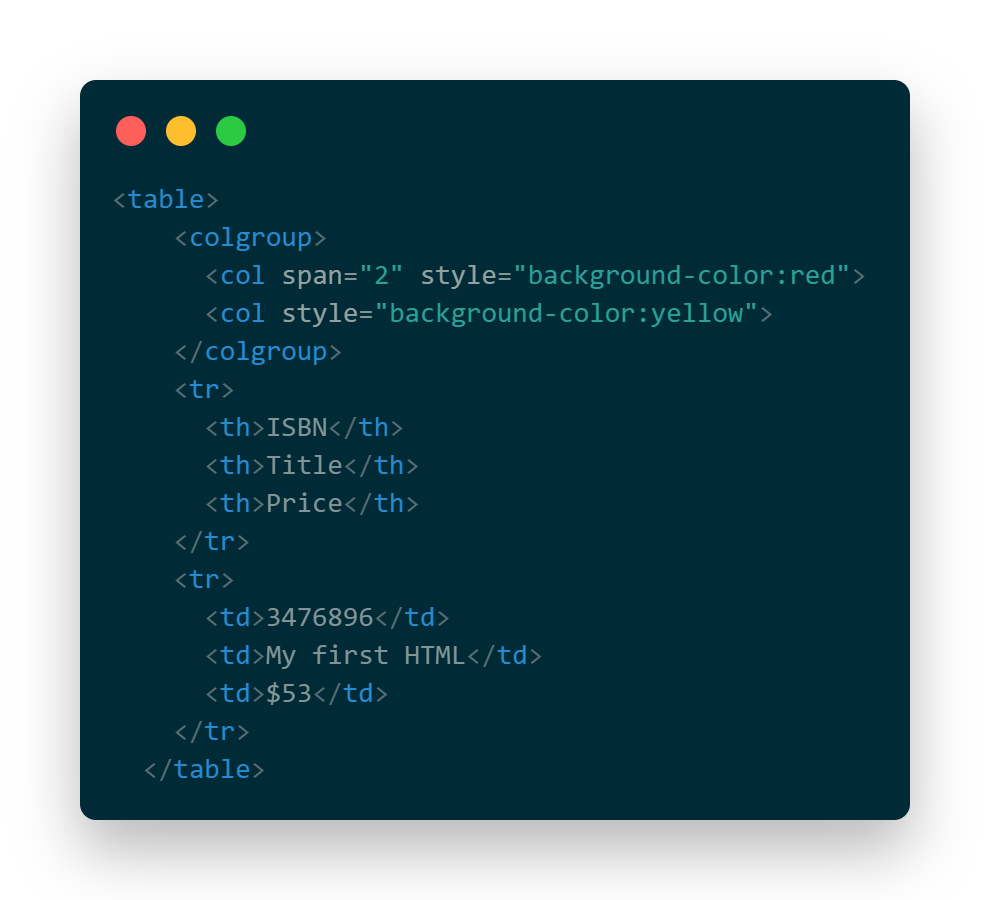 <table>
    <colgroup>
      <col span="2" style="background-color:red">
      <col style="background-color:yellow">
    </colgroup>
    <tr>
      <th>ISBN</th>
      <th>Title</th>
      <th>Price</th>
    </tr>
    <tr>
      <td>3476896</td>
      <td>My first HTML</td>
      <td>$53</td>
    </tr>
  </table>